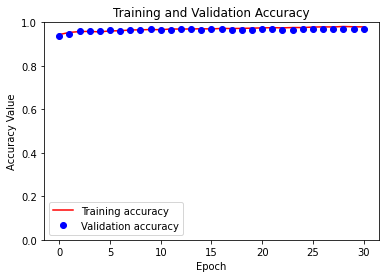 Training and Validation Accuracy
1.0
0.8
0.6
0.4
0.2
0.0
Accuracy Value
Training accuracy
Validation accuracy
0 5 10 15 20 25 30
Epoch